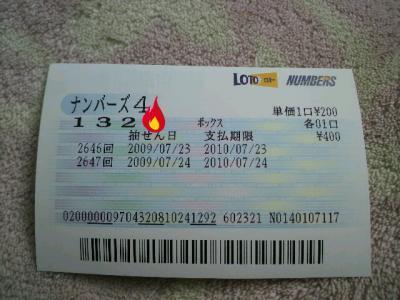 LOTO NUMBERS
ナンバーズ4 単価1口¥200
132 ボックス 各01口
抽せん日 支払期限 ¥400
2646回 2009/07/23 2010/07/23
2647回 2009/07/24 2010/07/24
020000009704320810241292 602321 N0140107117